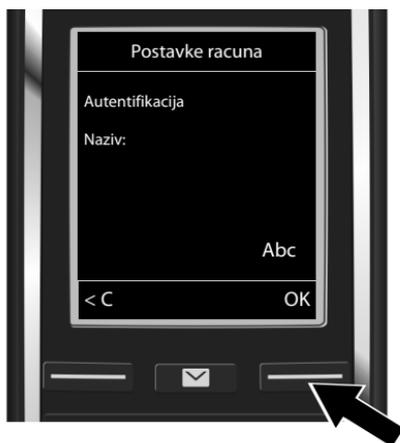 Postavke racuna
Autentifikacija
Naziv:
Abc
< C OK